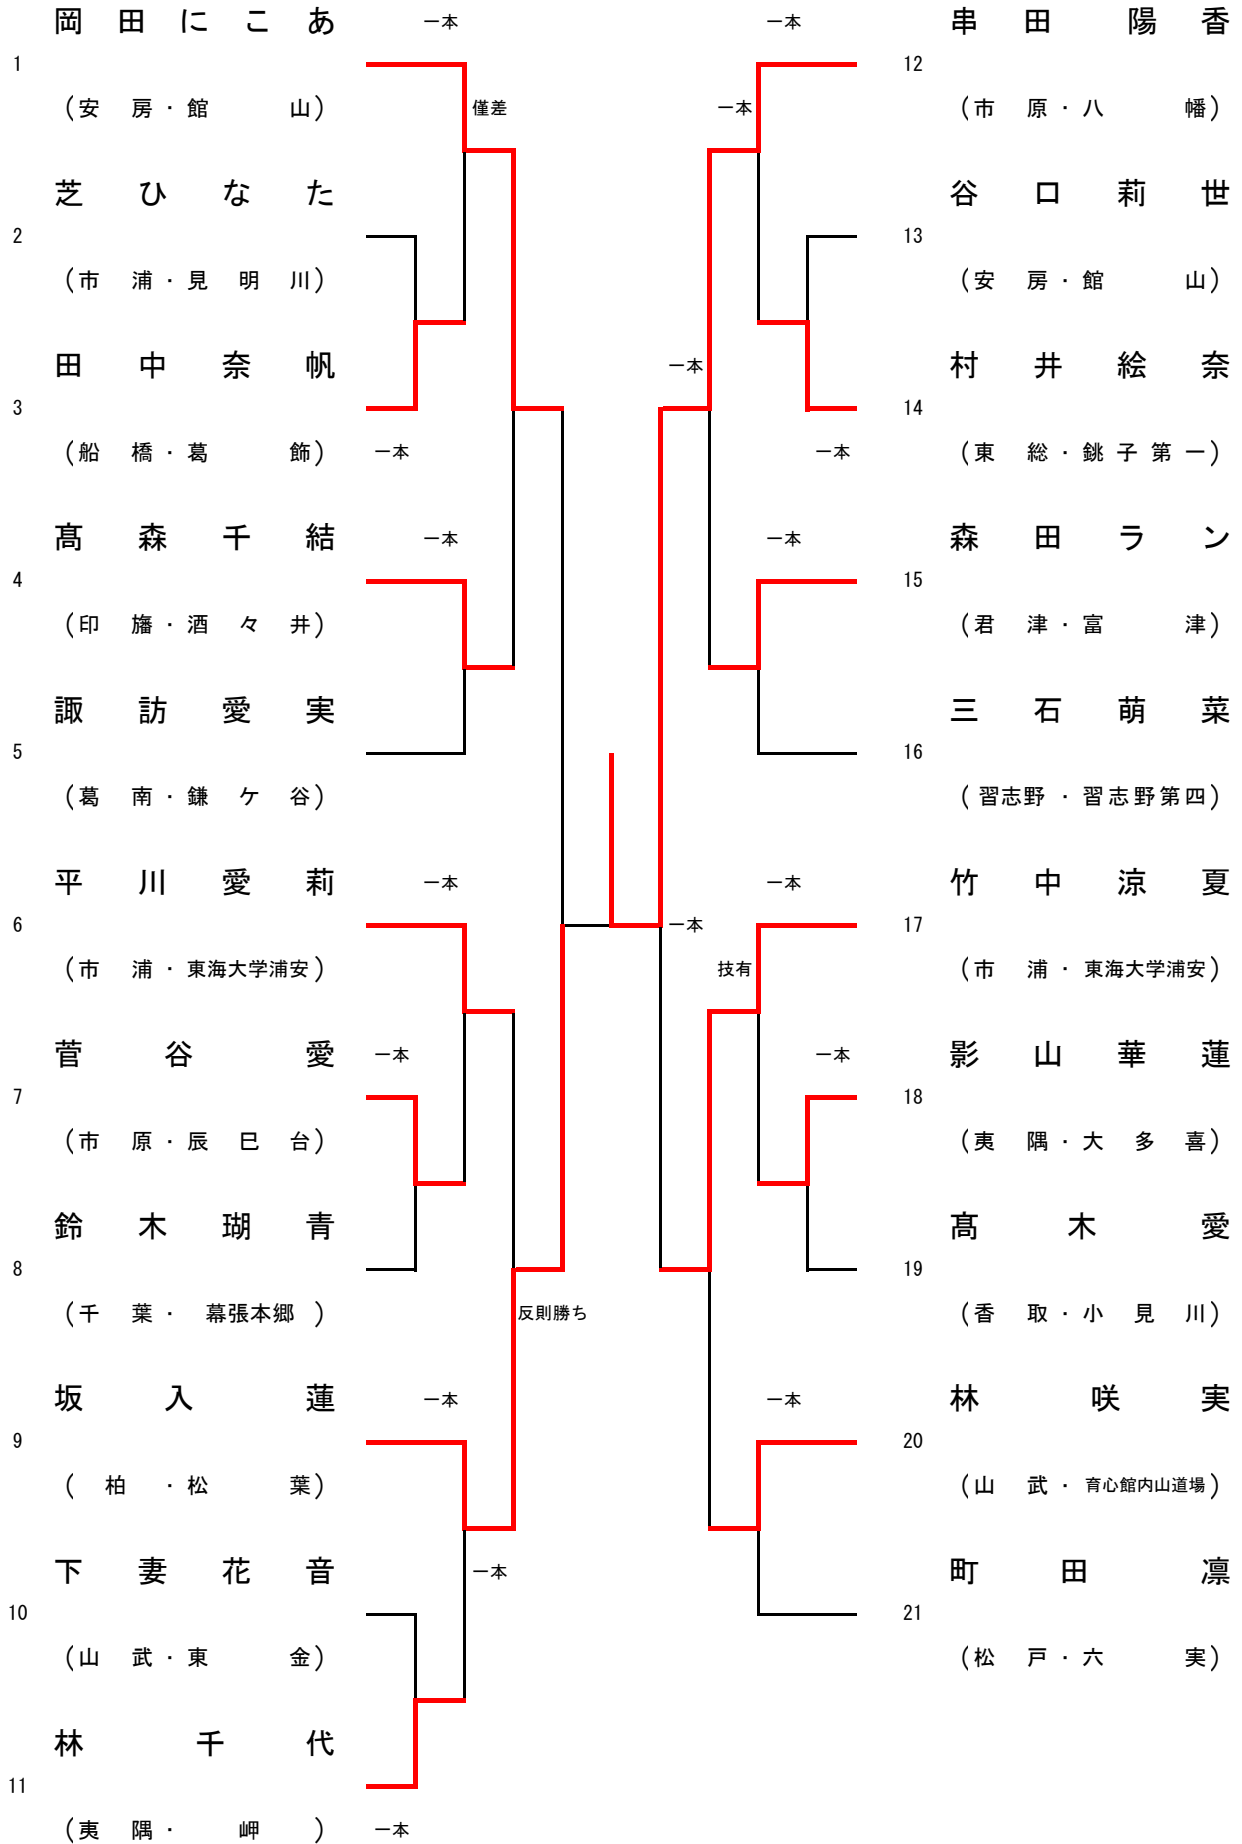 岡田にこあ 一本
1
(安房・館山) 僅差
芝ひなた
2
(市浦・見明川)
田中奈帆
3
(船橋・葛飾) 一本
髙森千結 一本
4
(印旛・酒々井)
諏訪愛実
5
(葛南・鎌ケ谷)
平川愛莉 一本
6
(市浦・東海大学浦安)
菅谷愛 一本
7
(市原・辰巳台)
鈴木瑚青
8
(千葉・幕張本郷) 反則勝ち
坂入蓮 一本
9
(柏・松葉)
下妻花音 一本
10
(山武・東金)
林千代
11
(夷隅・岬) 一本
一本 串田陽香
12
一本 (市原・八幡)
谷口莉世
13
(安房・館山)
一本 村井絵奈
14
一本 (東総・銚子第一)
一本 森田ラン
15
(君津・富津)
三石萌菜
16
(習志野・習志野第四)
一本 竹中涼夏
一本 17
技有 (市浦・東海大学浦安)
一本 影山華蓮
18
(夷隅・大多喜)
髙木愛
19
(香取・小見川)
一本 林咲実
20
(山武・育心館内山道場)
町田凛
21
(松戸・六実)